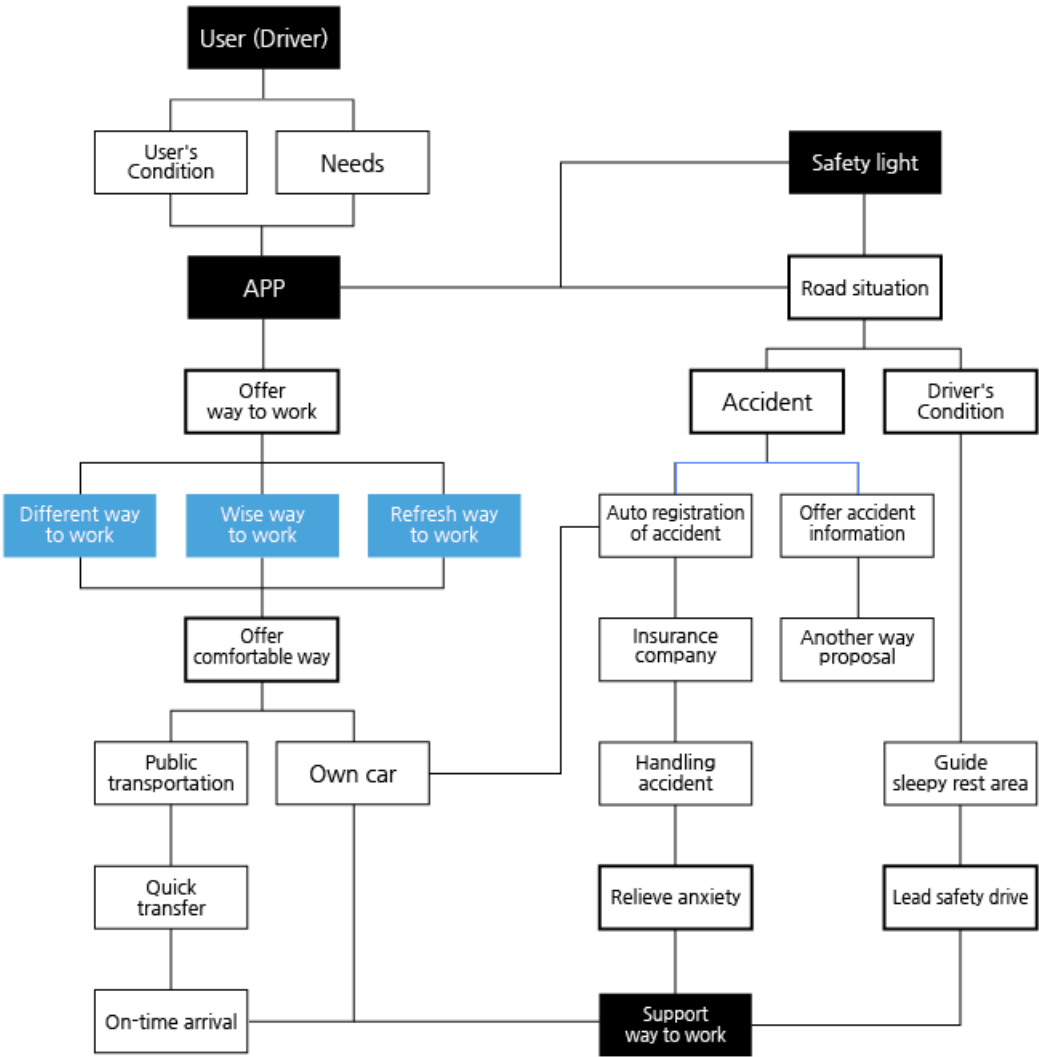 User (Driver)
User's
Condition
Needs
Safety light
APP
Road situation
Offer
way to work
Accident
Driver's
Condition
Different way
to work
Wise way
to work
Refresh way
to work
Auto registration
of accident
Offer accident
information
Offer
comfortable way
Insurance
company
Another way
proposal
Public
transportation
Own car
Handling
accident
Guide
sleepy rest area
Quick
transfer
Relieve anxiety
Lead safety drive
On-time arrival
Support
way to work